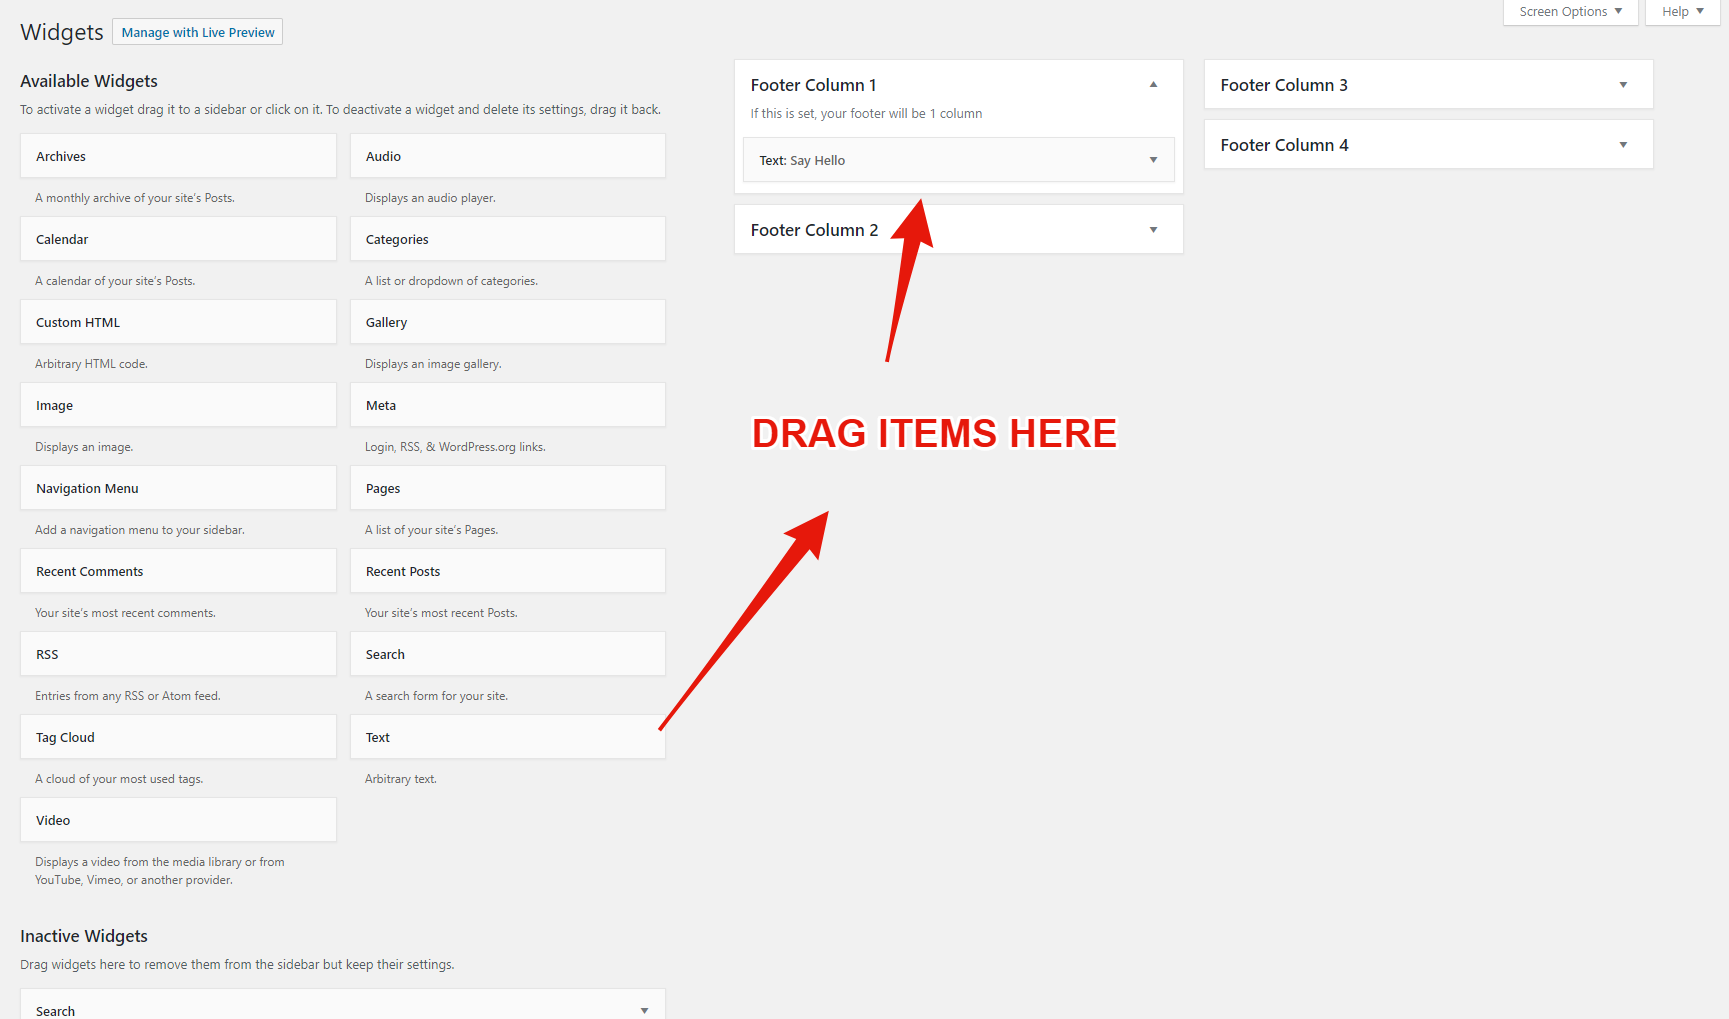 Screen Options
Help
Widgets
Manage with Live Preview
Available Widgets
To activate a widget drag it to a sidebar or click on it. To deactivate a widget and delete its settings, drag it back.
Archives
A monthly archive of your site's Posts.
Audio
Displays an audio player.
Calendar
A calendar of your site's Posts.
Categories
A list or dropdown of categories.
Custom HTML
Arbitrary HTML code.
Gallery
Displays an image gallery.
Image
Displays an image.
Meta
Login, RSS, & WordPress.org links.
Navigation Menu
Add a navigation menu to your sidebar.
Pages
A list of your site's Pages.
Recent Comments
Your site's most recent comments.
Recent Posts
Your site's most recent Posts.
RSS
Entries from any RSS or Atom feed.
Search
A search form for your site.
Tag Cloud
A cloud of your most used tags.
Text
Arbitrary text.
Video
Displays a video from the media library or from
YouTube, Vimeo, or another provider.
Inactive Widgets
Drag widgets here to remove them from the sidebar but keep their settings.
Search
Footer Column 1
If this is set, your footer will be 1 column
Text: Say Hello
Footer Column 2
DRAG ITEMS HERE
Footer Column 3
Footer Column 4